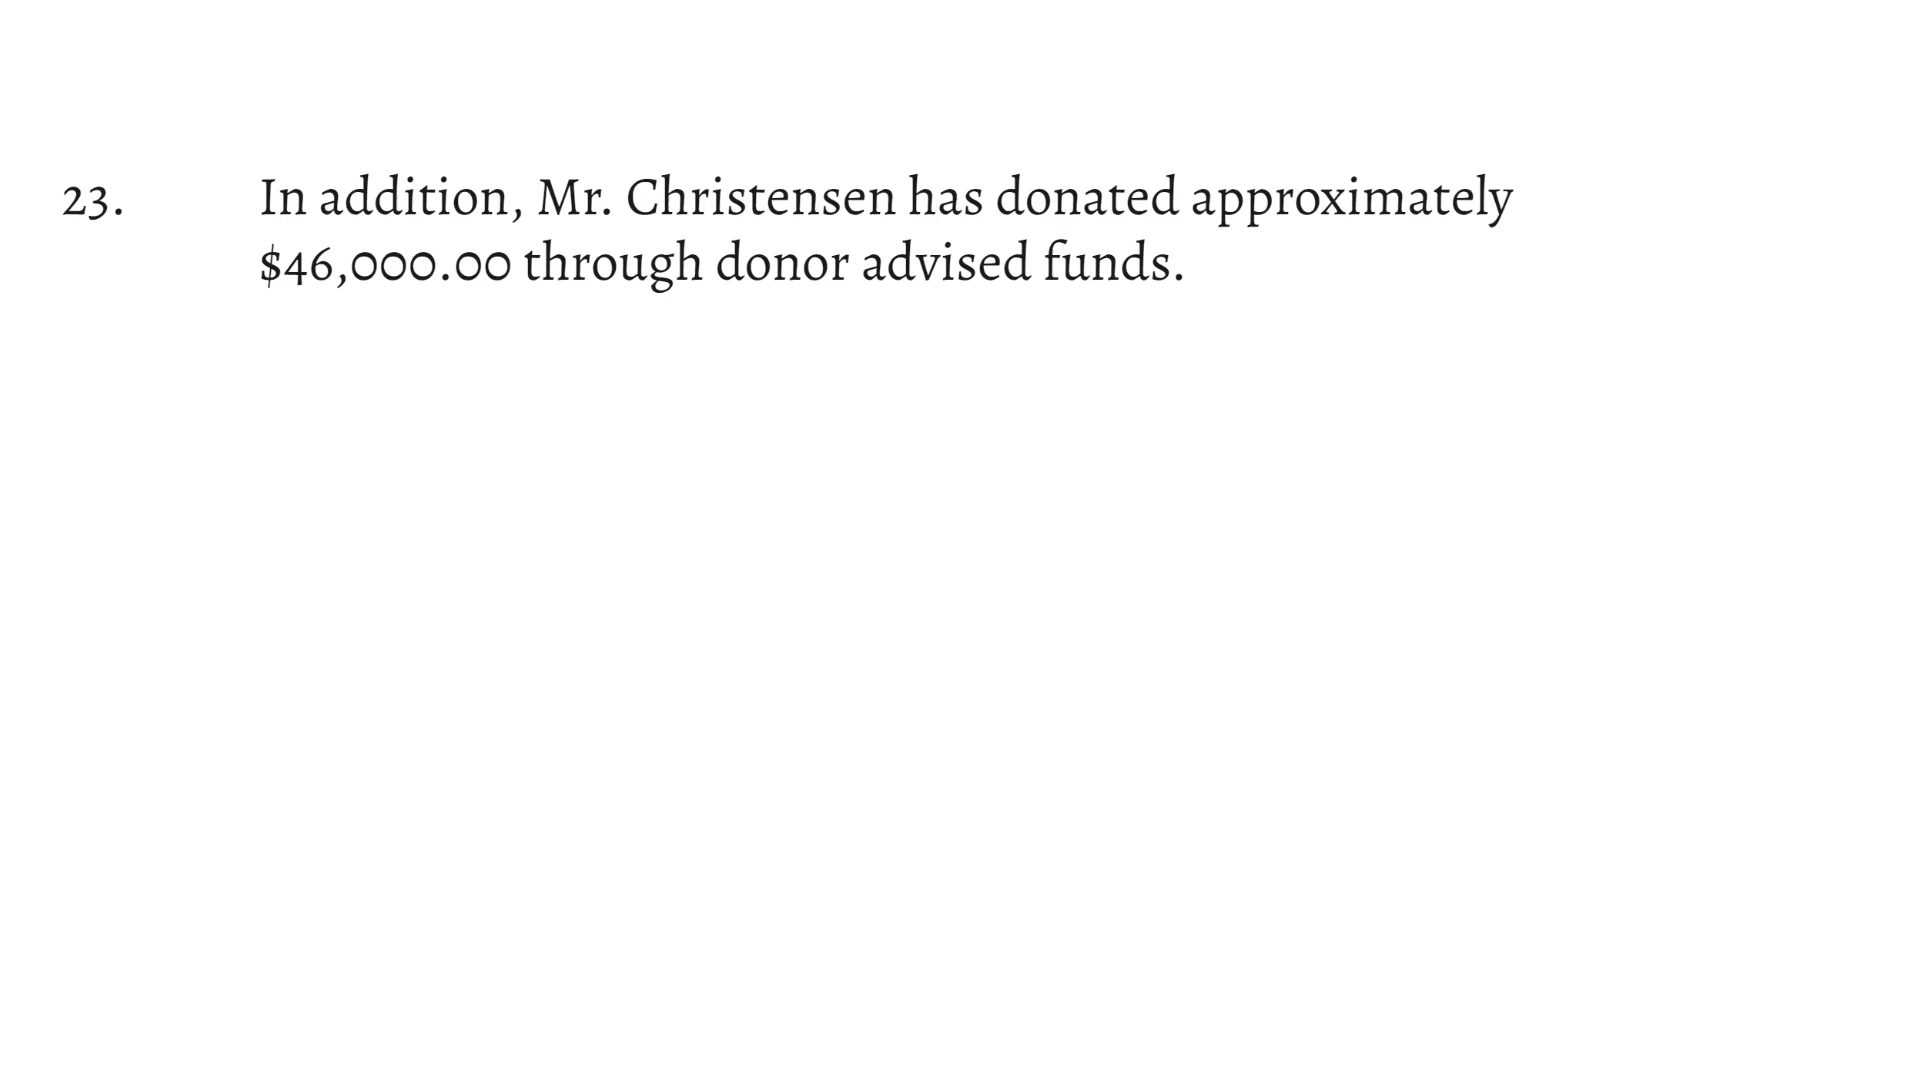 23. In addition, Mr. Christensen has donated approximately
$46,000.00 through donor advised funds.